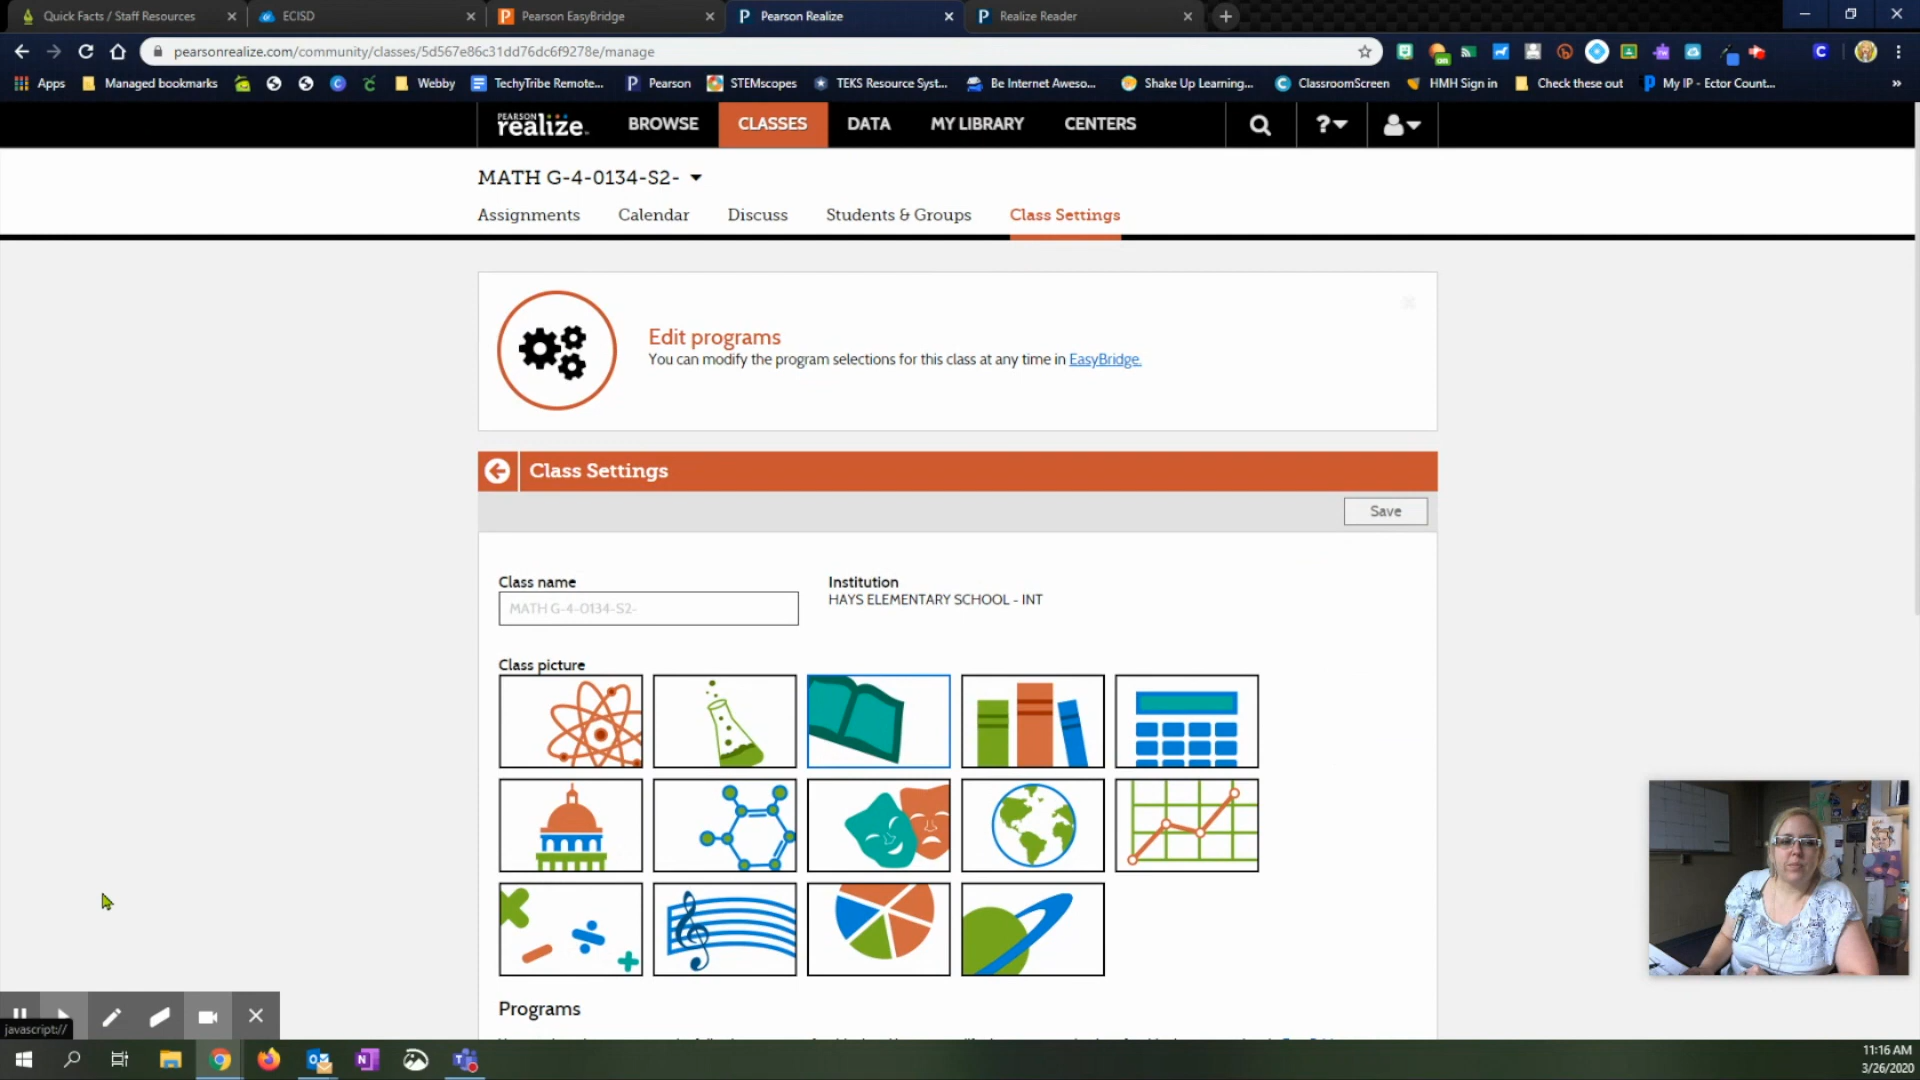 Quick Facts / Staff Resources
ECISD
Pearson EasyBridge
Pearson Realize
Realize Reader
pearsonrealize.com/community/classes/5d567e86c31dd76dc6f9278e/manage
Apps
Managed bookmarks
Webby
TechyTribe Remote...
Pearson
STEMscopes
TEKS Resource Syst...
Be Internet Aweso...
Shake Up Learning...
ClassroomScreen
HMH Sign in
Check these out
My IP - Ector Count...
PEARSON
realize
BROWSE
CLASSES
DATA
MY LIBRARY
CENTERS
MATH G-4-0134-S2-
Assignments
Calendar
Discuss
Students & Groups
Class Settings
Edit programs
You can modify the program selections for this class at any time in EasyBridge.
Class Settings
Save
Class name
Institution
MATH G-4-0134-S2-
HAYS ELEMENTARY SCHOOL - INT
Class picture
Programs
javascript://
11:16 AM
3/26/2020